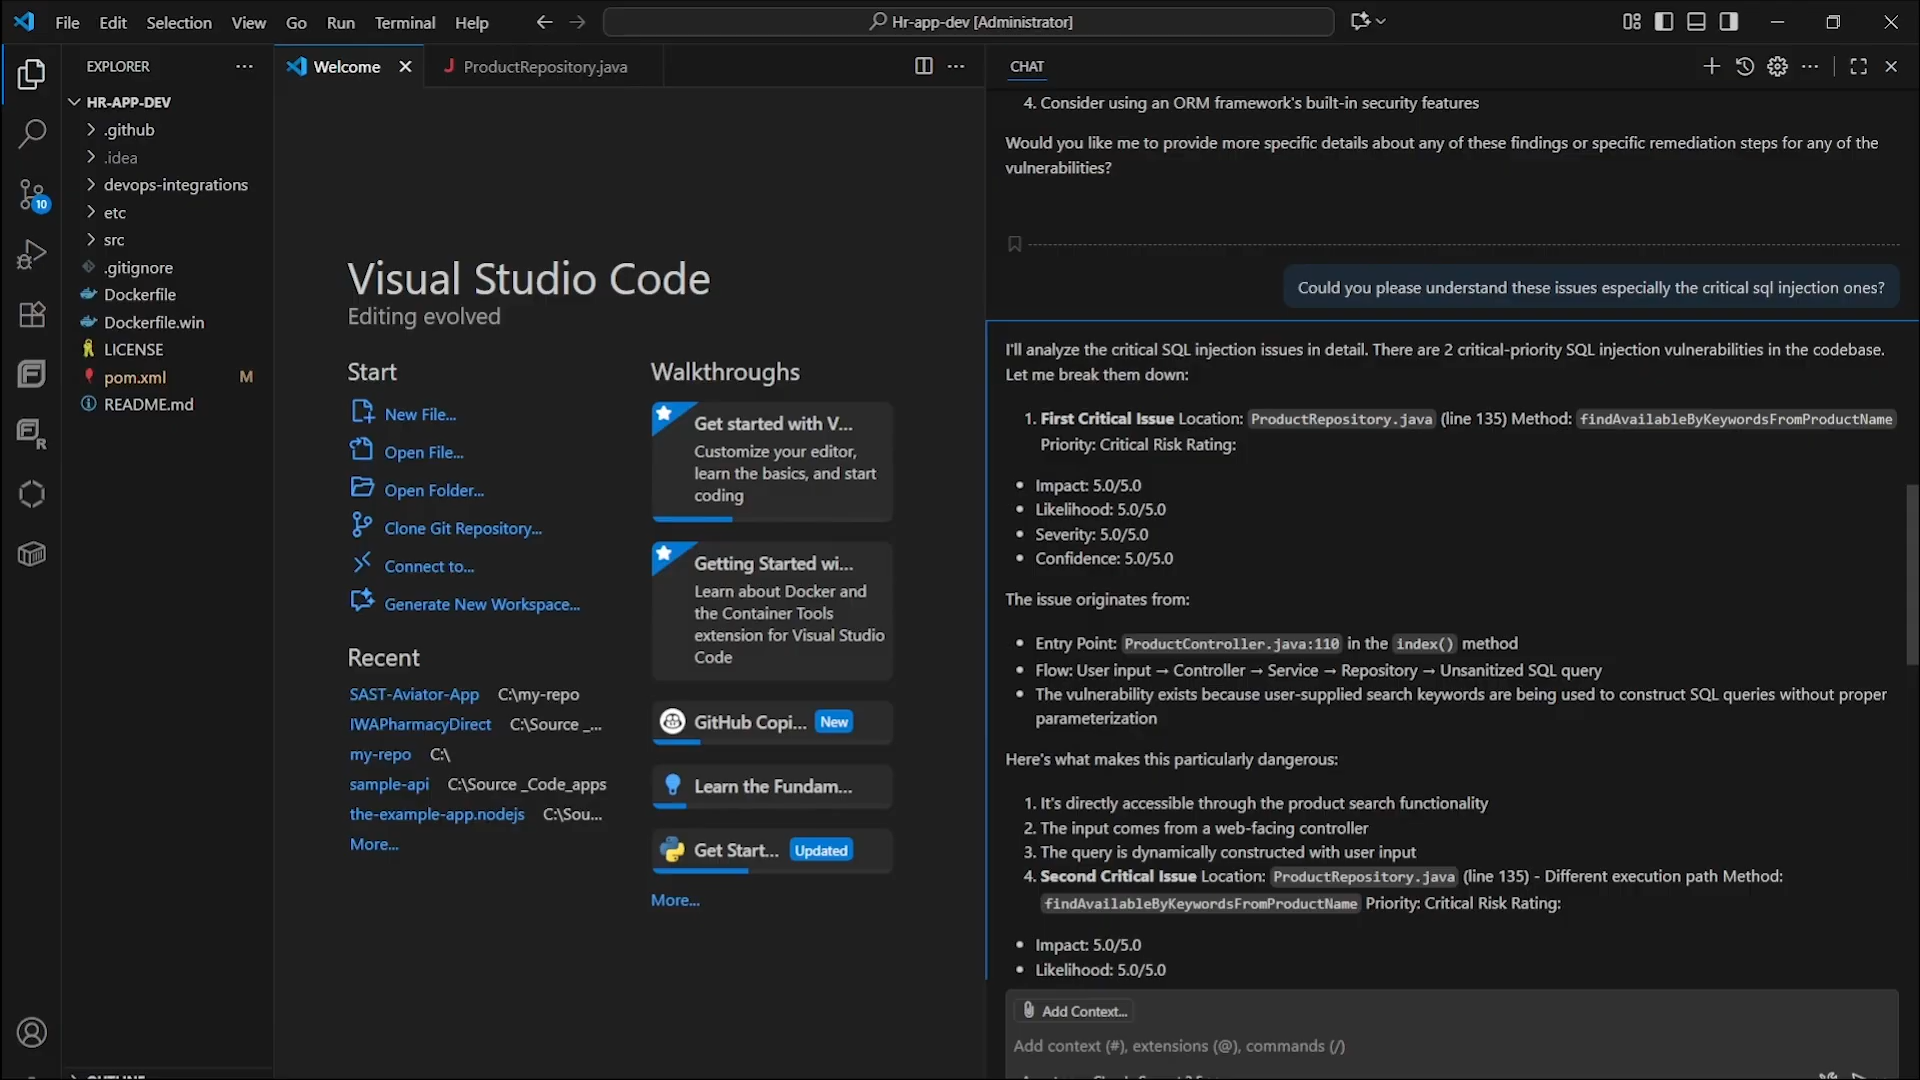 File Edit Selection View Go Run Terminal Help
Hr-app-dev [Administrator]
EXPLORER
HR-APP-DEV
.github
.idea
devops-integrations
etc
src
.gitignore
Dockerfile
Dockerfile.win
LICENSE
pom.xml M
README.md
10
Welcome
J ProductRepository.java
Visual Studio Code
Editing evolved
Start
New File...
Open File...
Open Folder...
Clone Git Repository...
Connect to...
Generate New Workspace...
Recent
SAST-Aviator-App C:\my-repo
IWAPharmacyDirect C:\Source _...
my-repo C:\
sample-api C:\Source _Code_apps
the-example-app.nodejs C:\Sou...
More...
Walkthroughs
Get started with V...
Customize your editor,
learn the basics, and start
coding
Getting Started wi...
Learn about Docker and
the Container Tools
extension for Visual Studio
Code
GitHub Copi... New
Learn the Fundam...
Get Start... Updated
More...
CHAT
4. Consider using an ORM framework's built-in security features
Would you like me to provide more specific details about any of these findings or specific remediation steps for any of the
vulnerabilities?
Could you please understand these issues especially the critical sql injection ones?
I'll analyze the critical SQL injection issues in detail. There are 2 critical-priority SQL injection vulnerabilities in the codebase.
Let me break them down:
1. First Critical Issue Location: ProductRepository.java (line 135) Method: findAvailableByKeywordsFromProductName
Priority: Critical Risk Rating:
• Impact: 5.0/5.0
• Likelihood: 5.0/5.0
• Severity: 5.0/5.0
• Confidence: 5.0/5.0
The issue originates from:
• Entry Point: ProductController.java:110 in the index() method
• Flow: User input → Controller → Service → Repository → Unsanitized SQL query
• The vulnerability exists because user-supplied search keywords are being used to construct SQL queries without proper
parameterization
Here's what makes this particularly dangerous:
1. It's directly accessible through the product search functionality
2. The input comes from a web-facing controller
3. The query is dynamically constructed with user input
4. Second Critical Issue Location: ProductRepository.java (line 135) - Different execution path Method:
findAvailableByKeywordsFromProductName Priority: Critical Risk Rating:
• Impact: 5.0/5.0
• Likelihood: 5.0/5.0
Add Context...
Add context (#), extensions (@), commands (/)